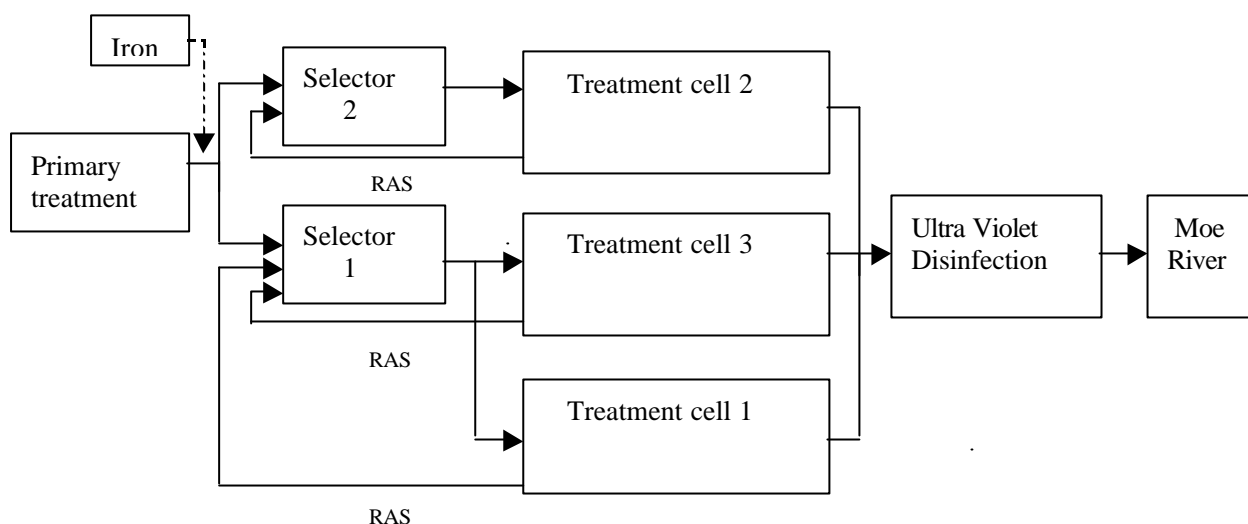 Iron
Primary
treatment
Selector
2
Treatment cell 2
RAS
Selector
1
Treatment cell 3
RAS
Treatment cell 1
RAS
Ultra Violet
Disinfection
Moe
River